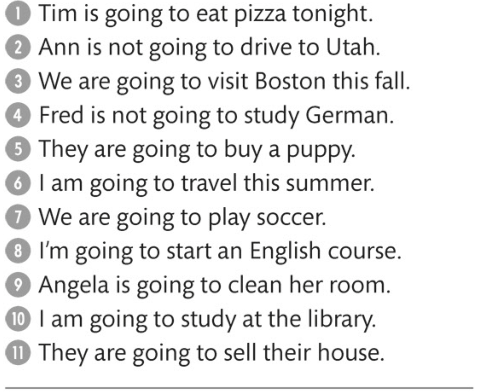 1 Tim is going to eat pizza tonight.
2 Ann is not going to drive to Utah.
3 We are going to visit Boston this fall.
4 Fred is not going to study German.
5 They are going to buy a puppy.
6 I am going to travel this summer.
7 We are going to play soccer.
8 I’m going to start an English course.
9 Angela is going to clean her room.
10 I am going to study at the library.
11 They are going to sell their house.